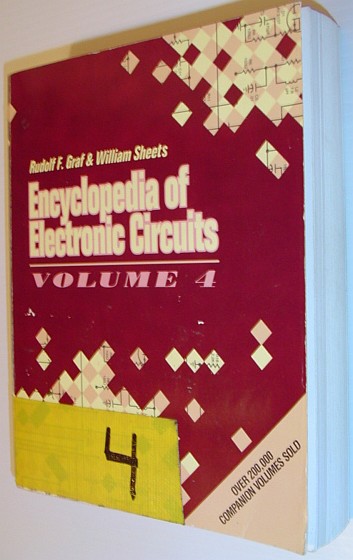 Rudolf F. Graf & William Sheets
Encyclopedia of
Electronic Circuits
VOLUME 4
4
OVER 200,000
COMPANION VOLUMES SOLD